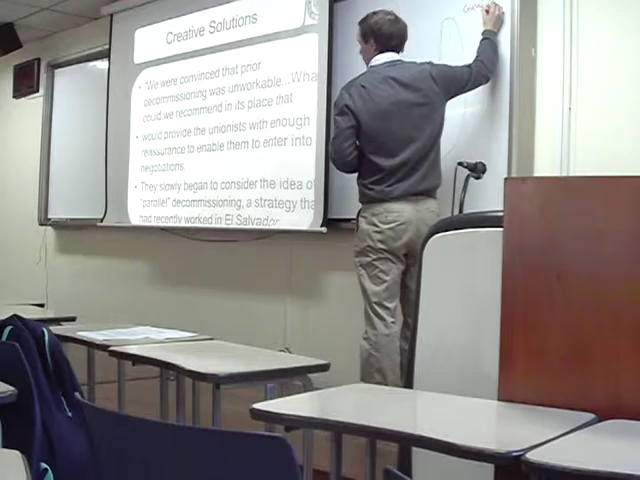 Creative Solutions
• "We were convinced that prior
decommissioning was unworkable...Wha
could we recommend in its place that
• would provide the unionists with enough
reassurance to enable them to enter into
negotiations.
• They slowly began to consider the idea of
"parallel" decommissioning, a strategy tha
had recently worked in El Salvador